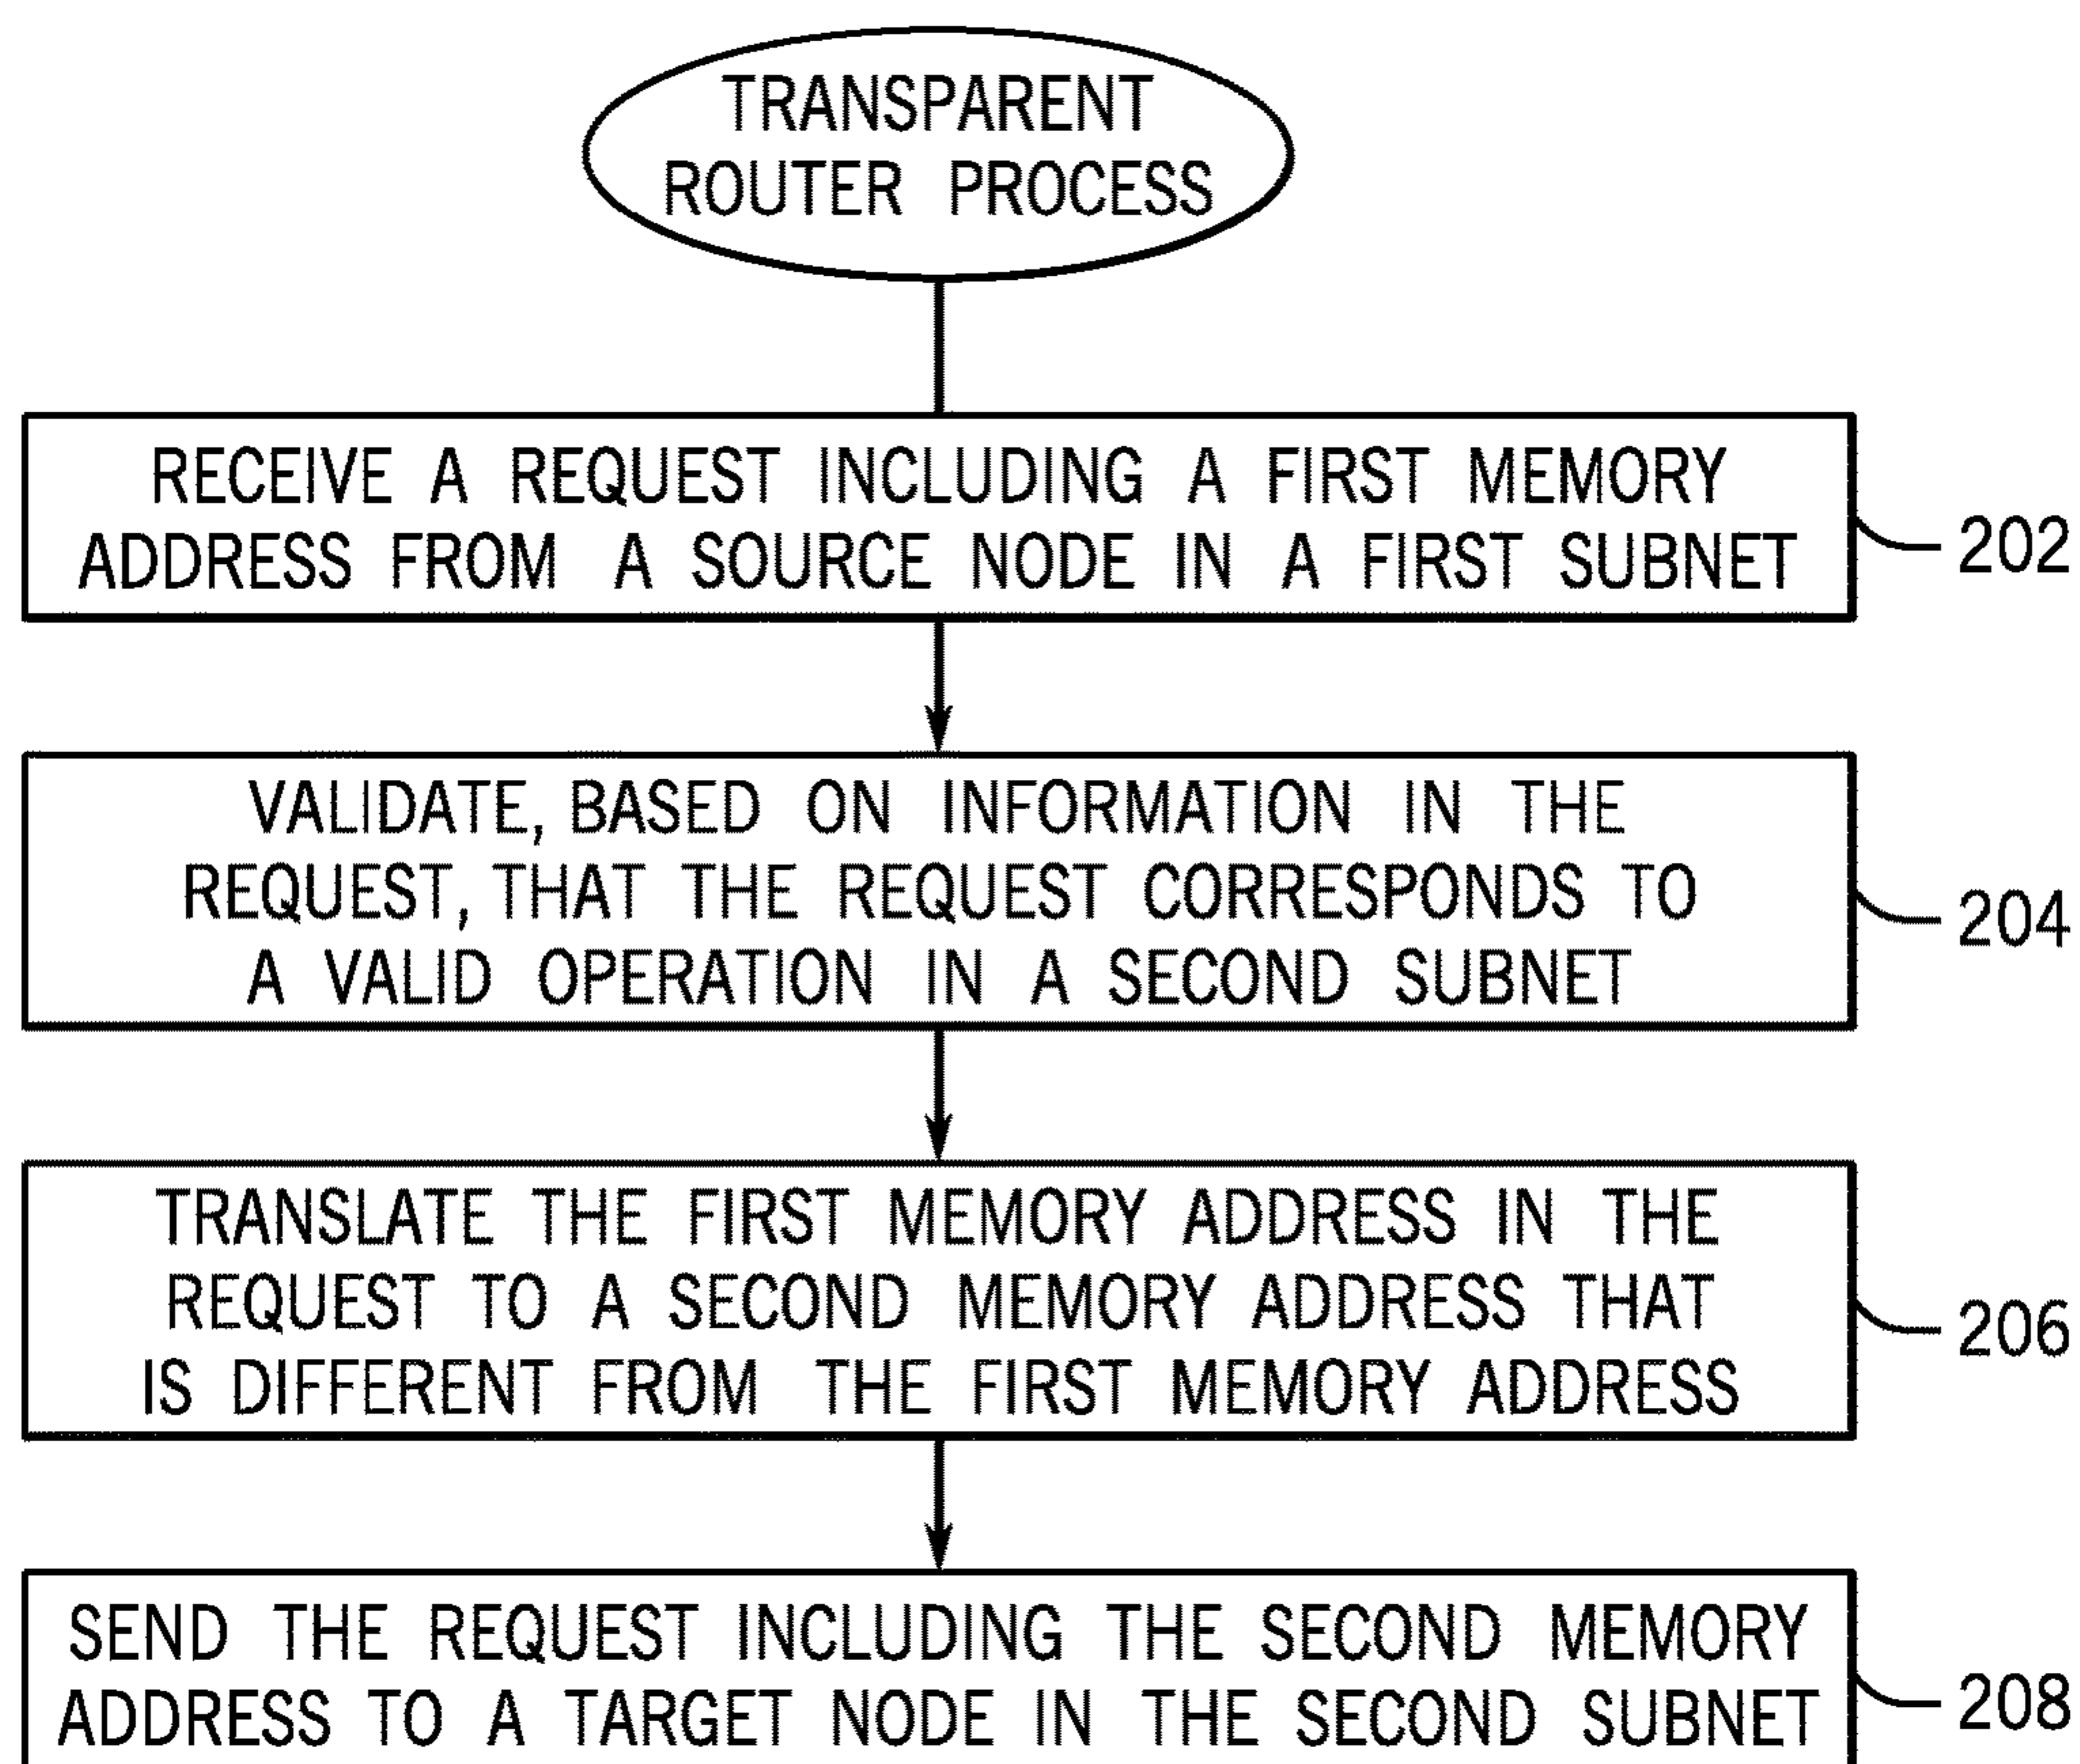 TRANSPARENT
ROUTER PROCESS
RECEIVE A REQUEST INCLUDING A FIRST MEMORY
ADDRESS FROM A SOURCE NODE IN A FIRST SUBNET
202
VALIDATE, BASED ON INFORMATION IN THE
REQUEST, THAT THE REQUEST CORRESPONDS TO
A VALID OPERATION IN A SECOND SUBNET
204
TRANSLATE THE FIRST MEMORY ADDRESS IN THE
REQUEST TO A SECOND MEMORY ADDRESS THAT
IS DIFFERENT FROM THE FIRST MEMORY ADDRESS
206
SEND THE REQUEST INCLUDING THE SECOND MEMORY
ADDRESS TO A TARGET NODE IN THE SECOND SUBNET
208